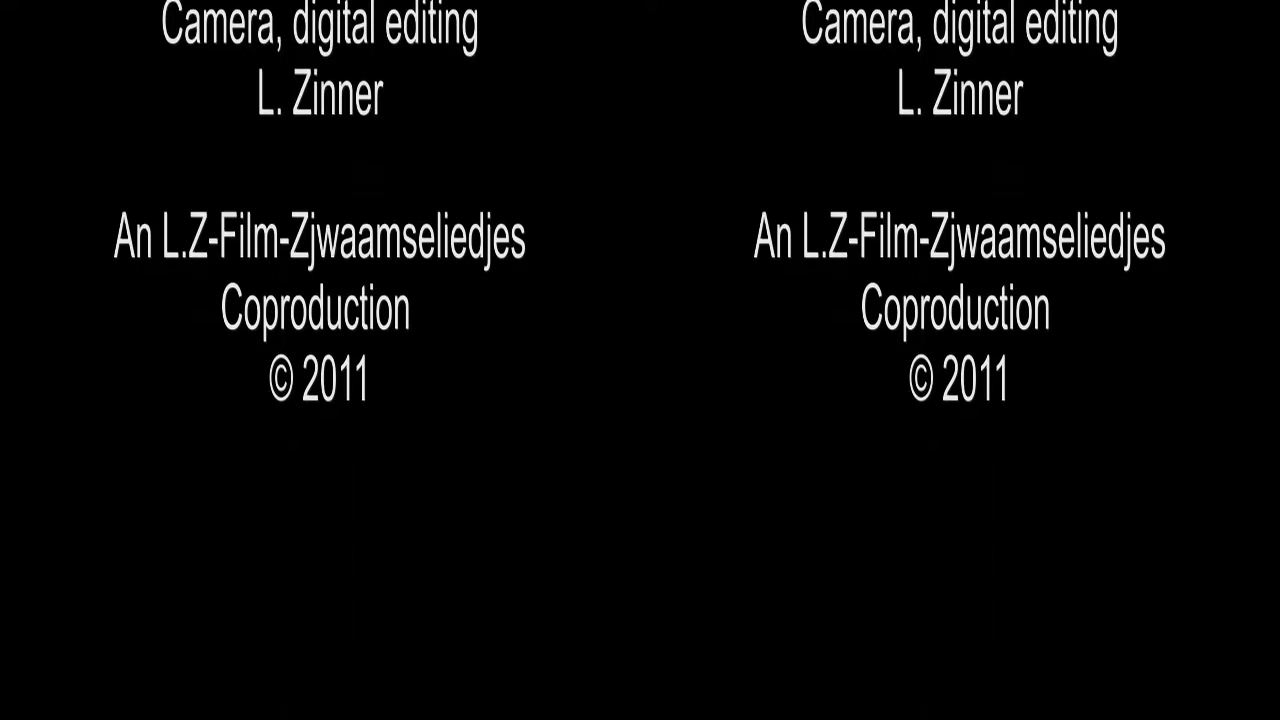 Camera, digital editing
L. Zinner
An L.Z-Film-Zjwaamseliedjes
Coproduction
© 2011
Camera, digital editing
L. Zinner
An L.Z-Film-Zjwaamseliedjes
Coproduction
© 2011